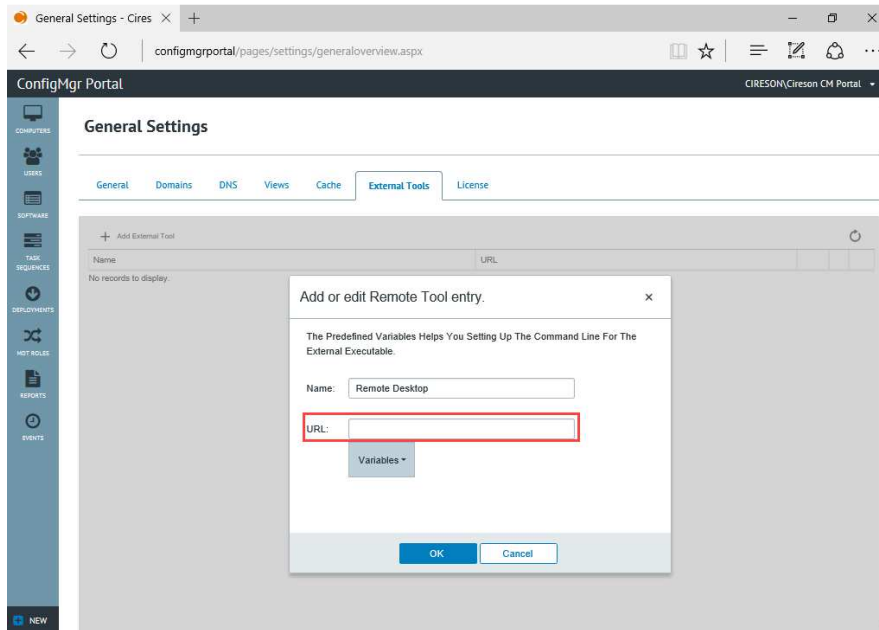 General Settings - Cires
configmgrportal/pages/settings/generaloverview.aspx
ConfigMgr Portal
CIRESON\Cireson CM Portal
COMPUTERS
USERS
SOFTWARE
TASK
SEQUENCES
DEPLOYMENTS
MDT ROLES
REPORTS
EVENTS
NEW
General Settings
General Domains DNS Views Cache External Tools License
Add External Tool
Name URL
No records to display.
Add or edit Remote Tool entry.
The Predefined Variables Helps You Setting Up The Command Line For The
External Executable.
Name: Remote Desktop
URL:
Variables
OK Cancel